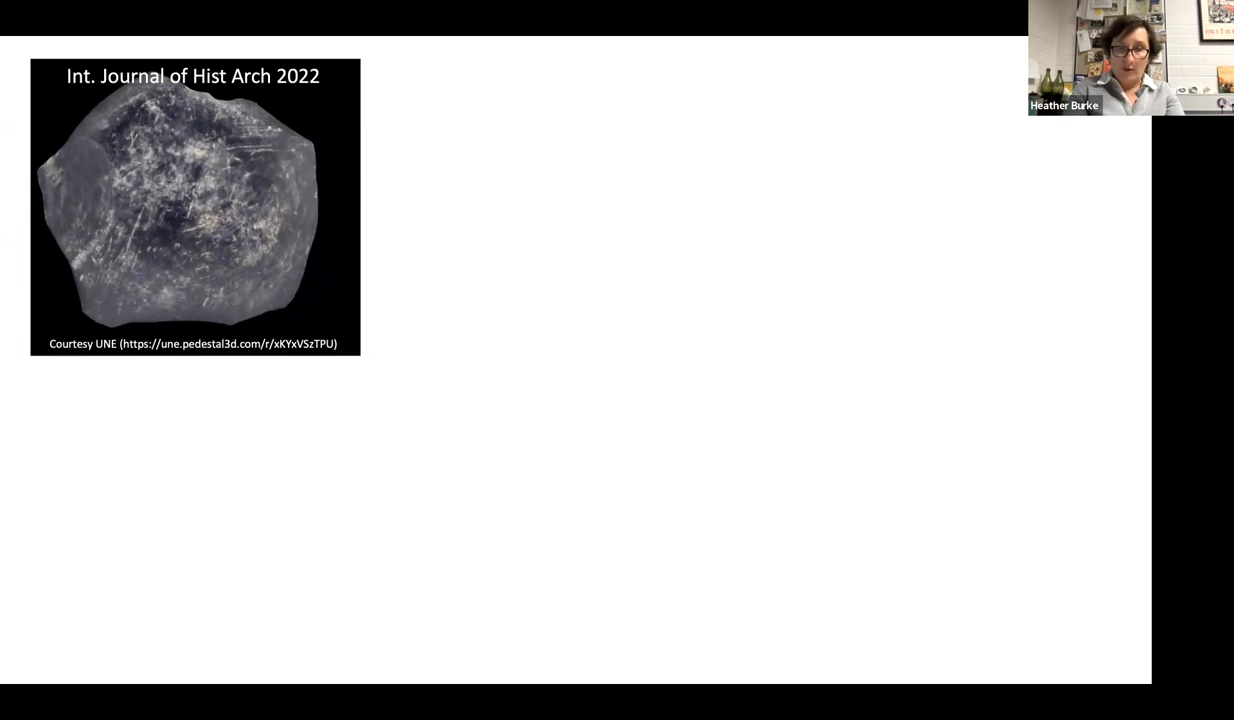 Int. Journal of Hist Arch 2022
Courtesy UNE (https://une.pedestal3d.com/r/xKYxVSzTPU)
Heather Burke